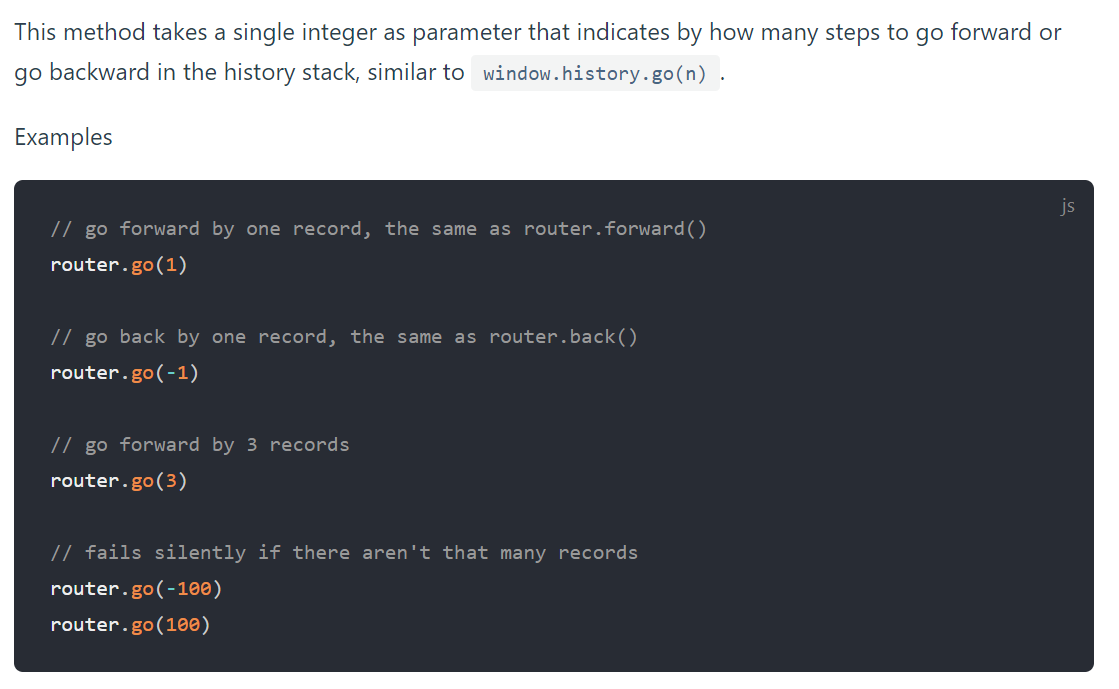 This method takes a single integer as parameter that indicates by how many steps to go forward or
go backward in the history stack, similar to window.history.go(n) .
Examples
js
// go forward by one record, the same as router.forward()
router.go(1)
// go back by one record, the same as router.back()
router.go(-1)
// go forward by 3 records
router.go(3)
// fails silently if there aren't that many records
router.go(-100)
router.go(100)